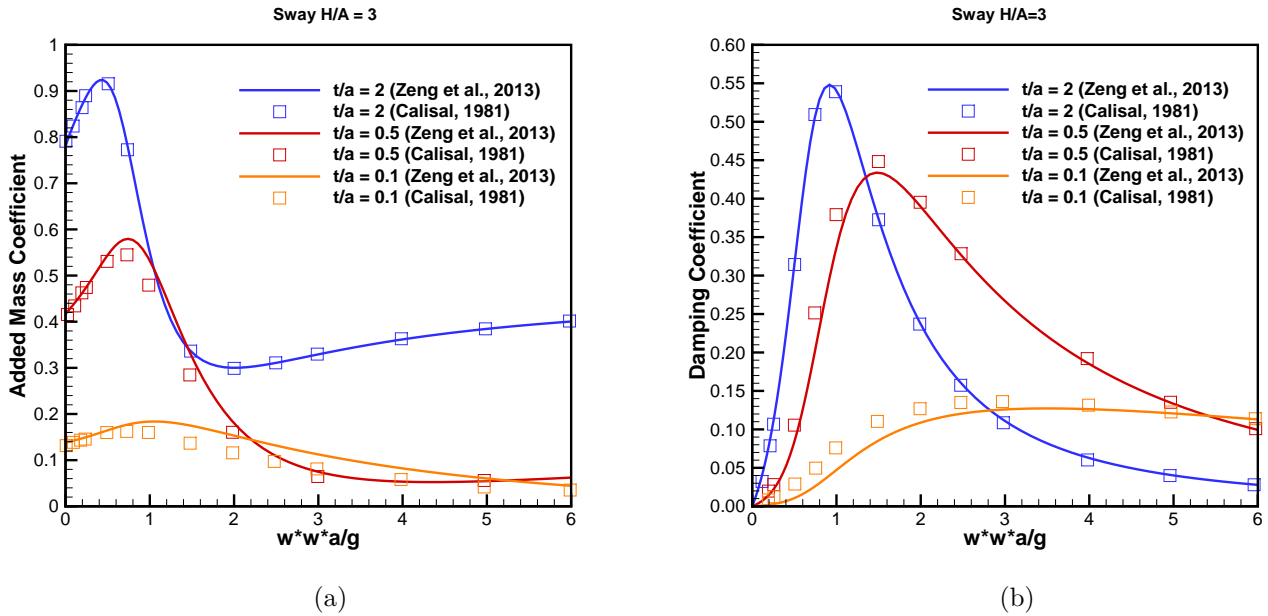 Sway H/A = 3
Added Mass Coefficient
1
0.9
0.8
0.7
0.6
0.5
0.4
0.3
0.2
0.1
0
0 1 2 3 4 5 6
w*w*a/g
t/a = 2 (Zeng et al., 2013)
t/a = 2 (Calisal, 1981)
t/a = 0.5 (Zeng et al., 2013)
t/a = 0.5 (Calisal, 1981)
t/a = 0.1 (Zeng et al., 2013)
t/a = 0.1 (Calisal, 1981)
(a)
Sway H/A=3
Damping Coefficient
0.60
0.55
0.50
0.45
0.40
0.35
0.30
0.25
0.20
0.15
0.10
0.05
0.00
0 1 2 3 4 5 6
w*w*a/g
t/a = 2 (Zeng et al., 2013)
t/a = 2 (Calisal, 1981)
t/a = 0.5 (Zeng et al., 2013)
t/a = 0.5 (Calisal, 1981)
t/a = 0.1 (Zeng et al., 2013)
t/a = 0.1 (Calisal, 1981)
(b)